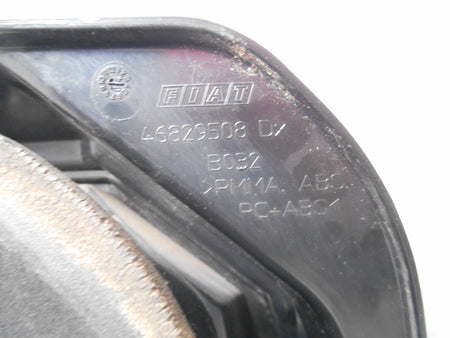 FIAT
46829508 DX
B032
>PMMA ABS
PC+ABS<